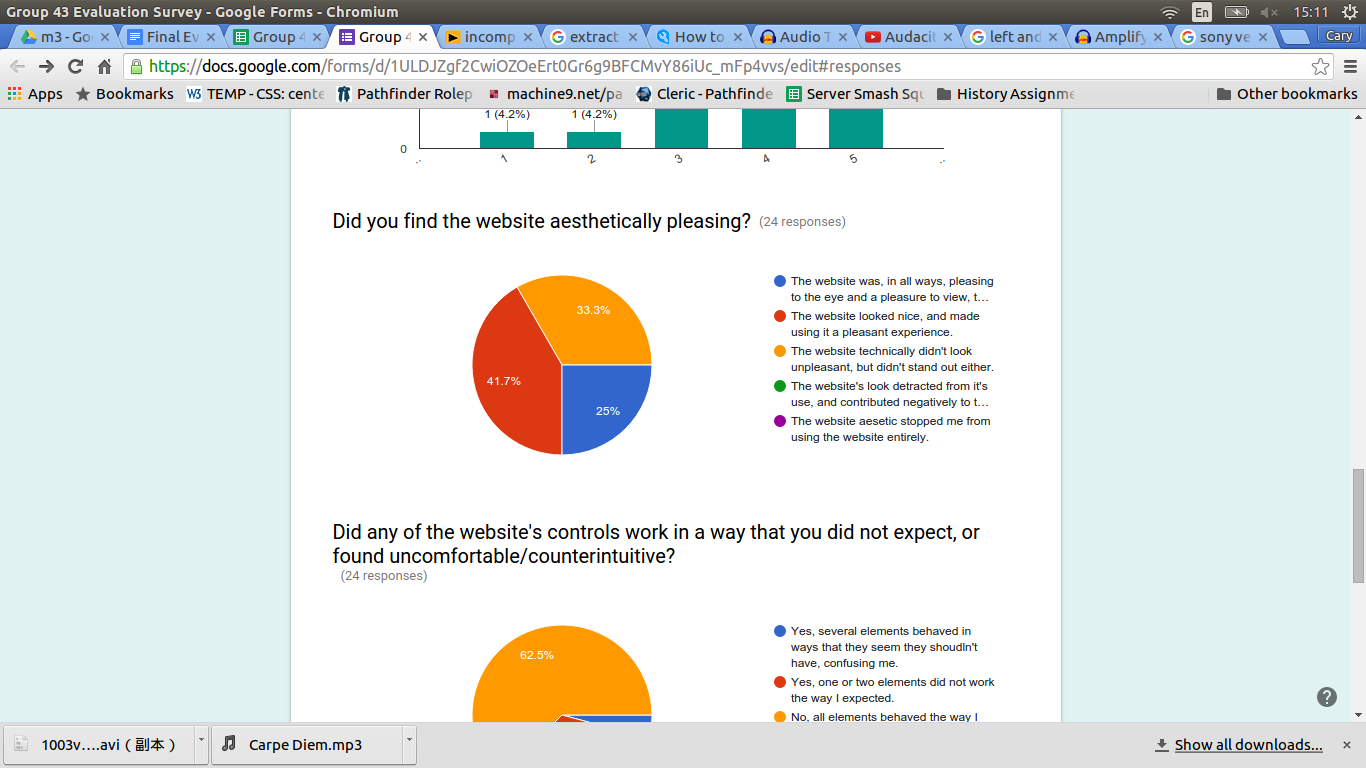 Group 43 Evaluation Survey - Google Forms - Chromium
En
15:11
m3 - Go
Final Ev
Group 4
Group 4
incomp
extract
How to
Audio T
Audacit
left and
Amplify
sony ve
Cary
https://docs.google.com/forms/d/1ULDJZgf2CwiOZOeErt0Gr6g9BFCMvY86iUc_mFp4vvs/edit#responses
Apps
Bookmarks
W3 TEMP - CSS: cente
Pathfinder Rolep
machine9.net/pa
Cleric - Pathfinde
Server Smash Squ
History Assignme
Other bookmarks
1 (4.2%)
1 (4.2%)
0
..
1
2
3
4
5
..
Did you find the website aesthetically pleasing? (24 responses)
33.3%
41.7%
25%
The website was, in all ways, pleasing
to the eye and a pleasure to view, t…
The website looked nice, and made
using it a pleasant experience.
The website technically didn't look
unpleasant, but didn't stand out either.
The website's look detracted from it's
use, and contributed negatively to t…
The website aesetic stopped me from
using the website entirely.
Did any of the website's controls work in a way that you did not expect, or
found uncomfortable/counterintuitive?
(24 responses)
62.5%
Yes, several elements behaved in
ways that they seem they shoudln't
have, confusing me.
Yes, one or two elements did not work
the way I expected.
No, all elements behaved the way I
?
1003v....avi ( 副本 )
Carpe Diem.mp3
Show all downloads...